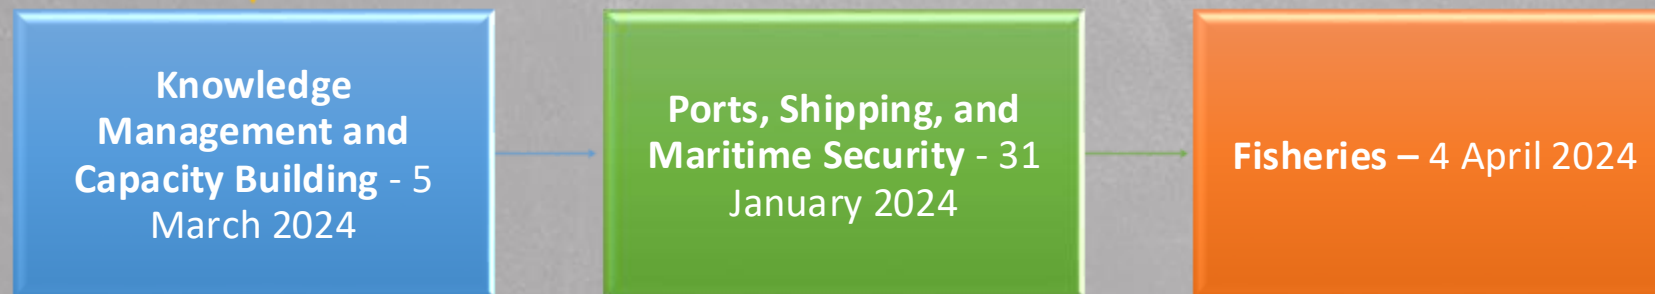 Knowledge
Management and
Capacity Building - 5
March 2024
Ports, Shipping, and
Maritime Security - 31
January 2024
Fisheries – 4 April 2024